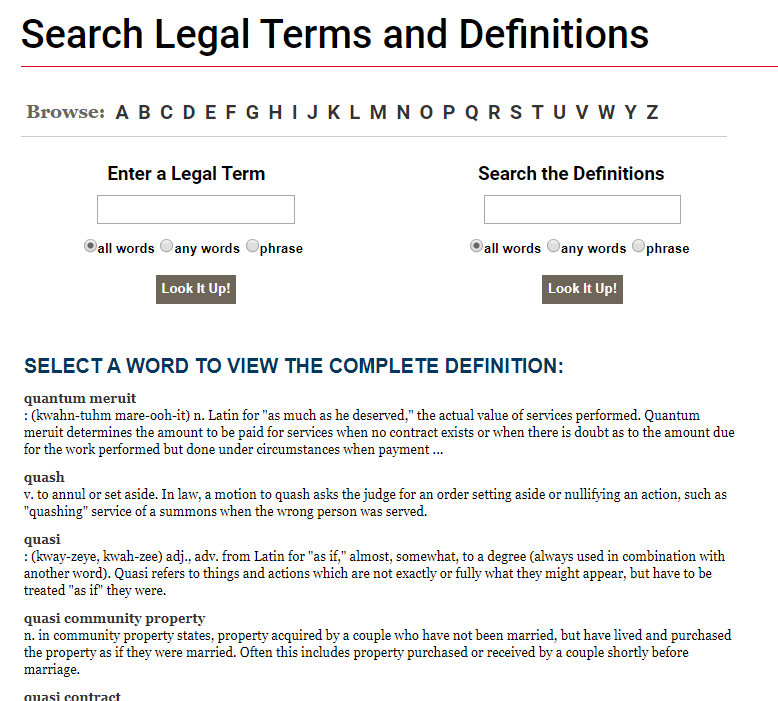 Search Legal Terms and Definitions
Browse: A B C D E F G H I J K L M N O P Q R S T U V W Y Z
Enter a Legal Term
Search the Definitions
all words any words phrase
all words any words phrase
Look It Up!
Look It Up!
SELECT A WORD TO VIEW THE COMPLETE DEFINITION:
quantum meruit
: (kwahn-tuhm mare-ooh-it) n. Latin for "as much as he deserved," the actual value of services performed. Quantum
meruit determines the amount to be paid for services when no contract exists or when there is doubt as to the amount due
for the work performed but done under circumstances when payment ...
quash
v. to annul or set aside. In law, a motion to quash asks the judge for an order setting aside or nullifying an action, such as
"quashing" service of a summons when the wrong person was served.
quasi
: (kway-zeye, kwah-zee) adj., adv. from Latin for "as if," almost, somewhat, to a degree (always used in combination with
another word). Quasi refers to things and actions which are not exactly or fully what they might appear, but have to be
treated "as if" they were.
quasi community property
n. in community property states, property acquired by a couple who have not been married, but have lived and purchased
the property as if they were married. Often this includes property purchased or received by a couple shortly before
marriage.
quasi contract